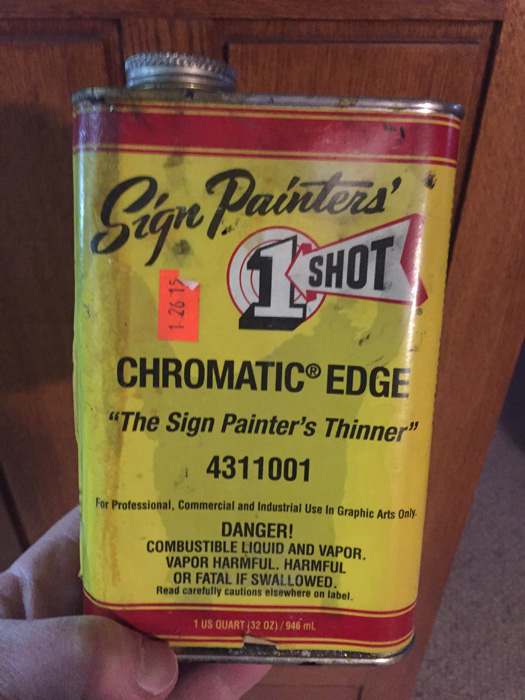 Sign Painters'
1 SHOT
®
1 26 15
CHROMATIC® EDGE
"The Sign Painter's Thinner"
4311001
For Professional, Commercial and Industrial Use In Graphic Arts Only.
DANGER!
COMBUSTIBLE LIQUID AND VAPOR.
VAPOR HARMFUL. HARMFUL
OR FATAL IF SWALLOWED.
Read carefully cautions elsewhere on label.
1 US QUART (32 OZ) / 946 mL